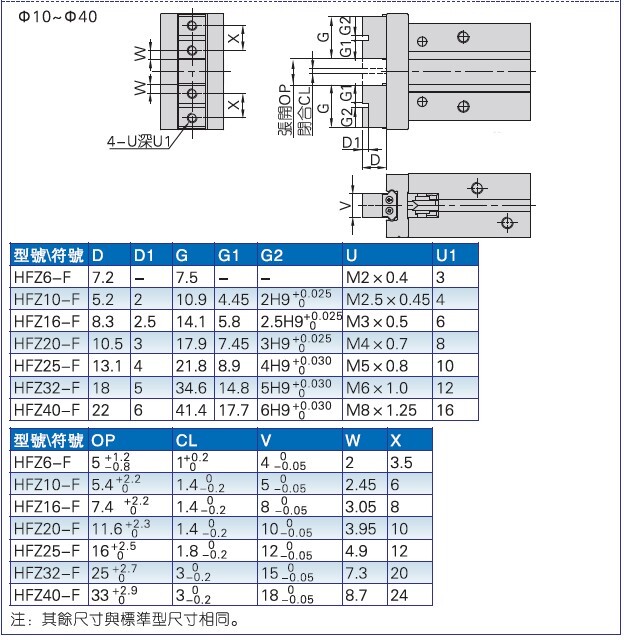 Φ10~Φ40
X
W
W
X
4-U深U1
G
G2
G1
張開OP
閉合CL
G
G1
G2
D1
D
V
型號\符號 D D1 G G1 G2 U U1
HFZ6-F 7.2 – 7.5 – – M2×0.4 3
HFZ10-F 5.2 2 10.9 4.45 2H9 +0.025 0 M2.5×0.45 4
HFZ16-F 8.3 2.5 14.1 5.8 2.5H9 +0.025 0 M3×0.5 6
HFZ20-F 10.5 3 17.9 7.45 3H9 +0.025 0 M4×0.7 8
HFZ25-F 13.1 4 21.8 8.9 4H9 +0.030 0 M5×0.8 10
HFZ32-F 18 5 34.6 14.8 5H9 +0.030 0 M6×1.0 12
HFZ40-F 22 6 41.4 17.7 6H9 +0.030 0 M8×1.25 16
型號\符號 OP CL V W X
HFZ6-F 5 +1.2 -0.8 1 +0.2 0 4 0 -0.05 2 3.5
HFZ10-F 5.4 +2.2 0 1.4 0 -0.2 5 0 -0.05 2.45 6
HFZ16-F 7.4 +2.2 0 1.4 0 -0.2 8 0 -0.05 3.05 8
HFZ20-F 11.6 +2.3 0 1.4 0 -0.2 10 0 -0.05 3.95 10
HFZ25-F 16 +2.5 0 1.8 0 -0.2 12 0 -0.05 4.9 12
HFZ32-F 25 +2.7 0 3 0 -0.2 15 0 -0.05 7.3 20
HFZ40-F 33 +2.9 0 3 0 -0.2 18 0 -0.05 8.7 24
注：其餘尺寸與標準型尺寸相同。